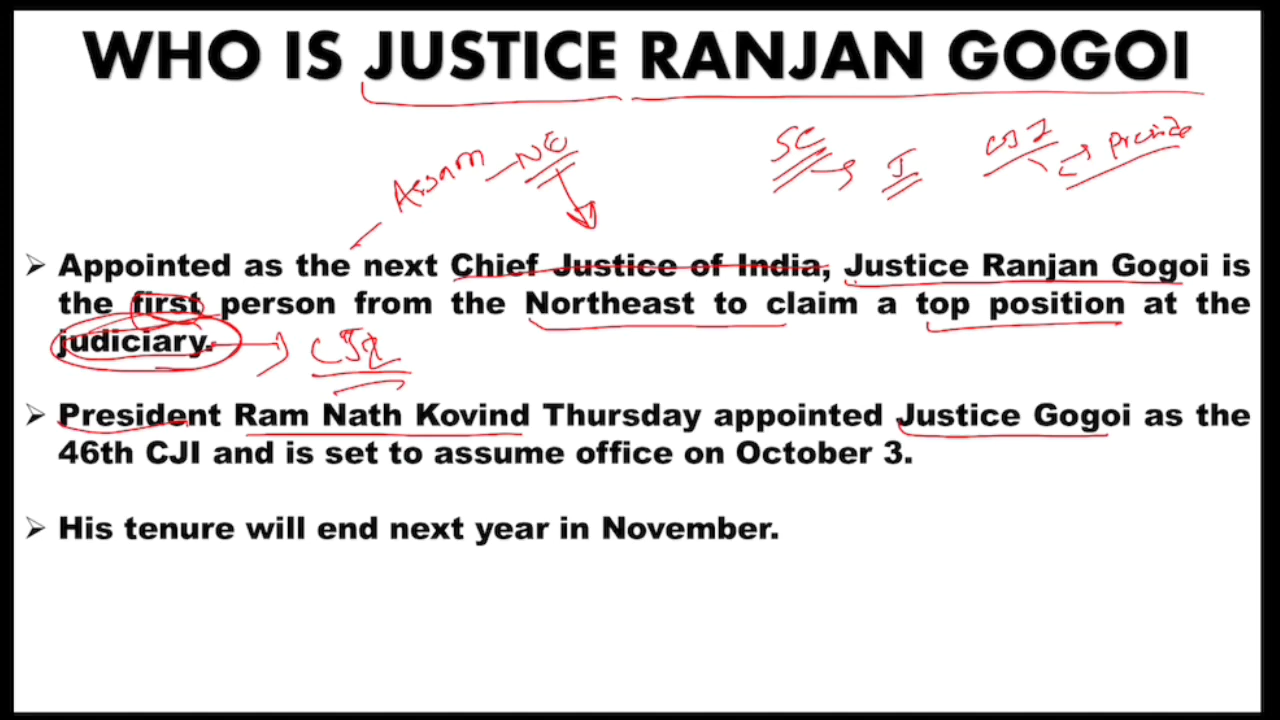 WHO IS JUSTICE RANJAN GOGOI
Assam NE
SC I CJI
➢ Appointed as the next Chief Justice of India, Justice Ranjan Gogoi is
the first person from the Northeast to claim a top position at the
judiciary.
CJI
➢ President Ram Nath Kovind Thursday appointed Justice Gogoi as the
46th CJI and is set to assume office on October 3.
➢ His tenure will end next year in November.